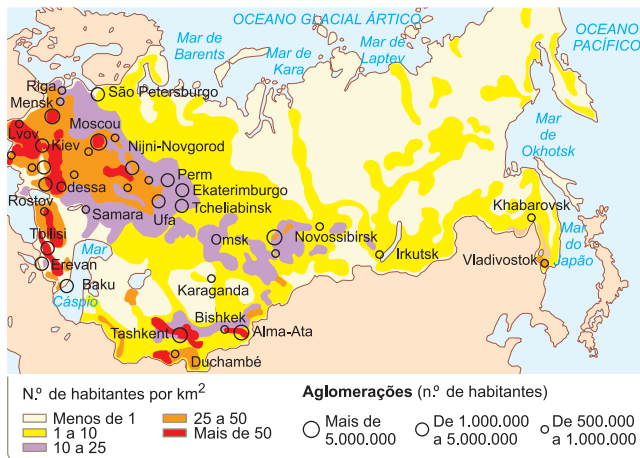 OCEANO GLACIAL ÁRTICO
OCEANO
PACÍFICO
Mar de
Barents
Mar de
Kara
Mar de
Laptev
Riga
São Petersburgo
Mensk
Moscou
Lvov
Kiev
Nijni-Novgorod
Perm
Ekaterimburgo
Tcheliabinsk
Odessa
Rostov
Samara
Ufa
Mar
de
Okhotsk
Khabarovsk
Omsk
Novossibirsk
Tbilisi
Mar
Cáspio
Erevan
Baku
Karaganda
Irkutsk
Vladivostok
Mar
do
Japão
Bishkek
Tashkent
Alma-Ata
Duchambé
N.º de habitantes por km²
Menos de 1
1 a 10
10 a 25
25 a 50
Mais de 50
Aglomerações (n.º de habitantes)
Mais de
5.000.000
De 1.000.000
a 5.000.000
De 500.000
a 1.000.000